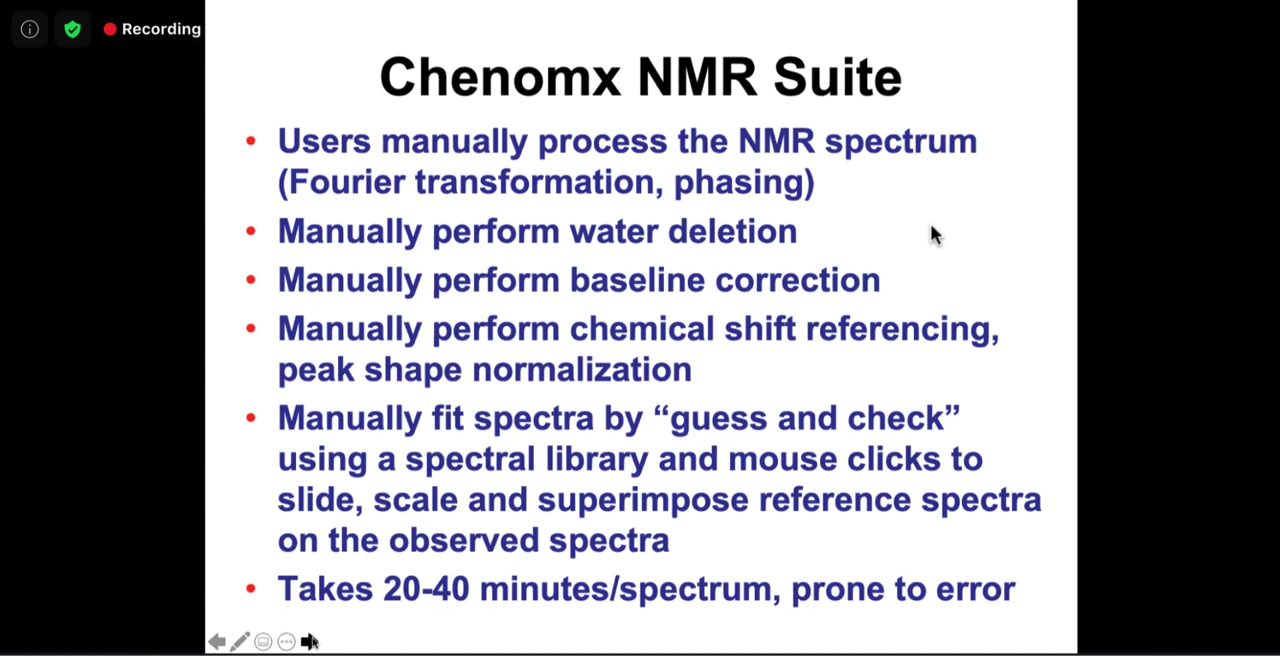 Recording
Chenomx NMR Suite
• Users manually process the NMR spectrum
(Fourier transformation, phasing)
• Manually perform water deletion
• Manually perform baseline correction
• Manually perform chemical shift referencing,
peak shape normalization
• Manually fit spectra by “guess and check”
using a spectral library and mouse clicks to
slide, scale and superimpose reference spectra
on the observed spectra
• Takes 20-40 minutes/spectrum, prone to error